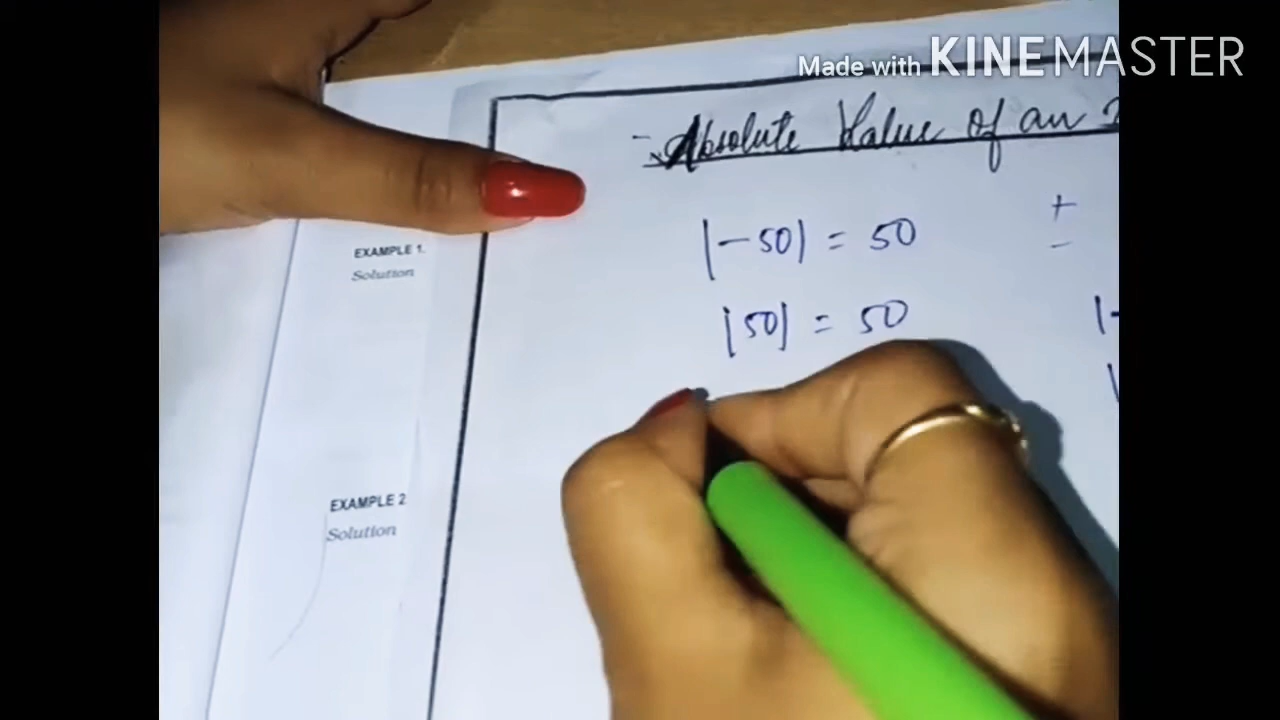 Made with KINEMASTER
Absolute Value of an
|-50| = 50
+
-
|50| = 50
EXAMPLE 1.
Solution
EXAMPLE 2
Solution